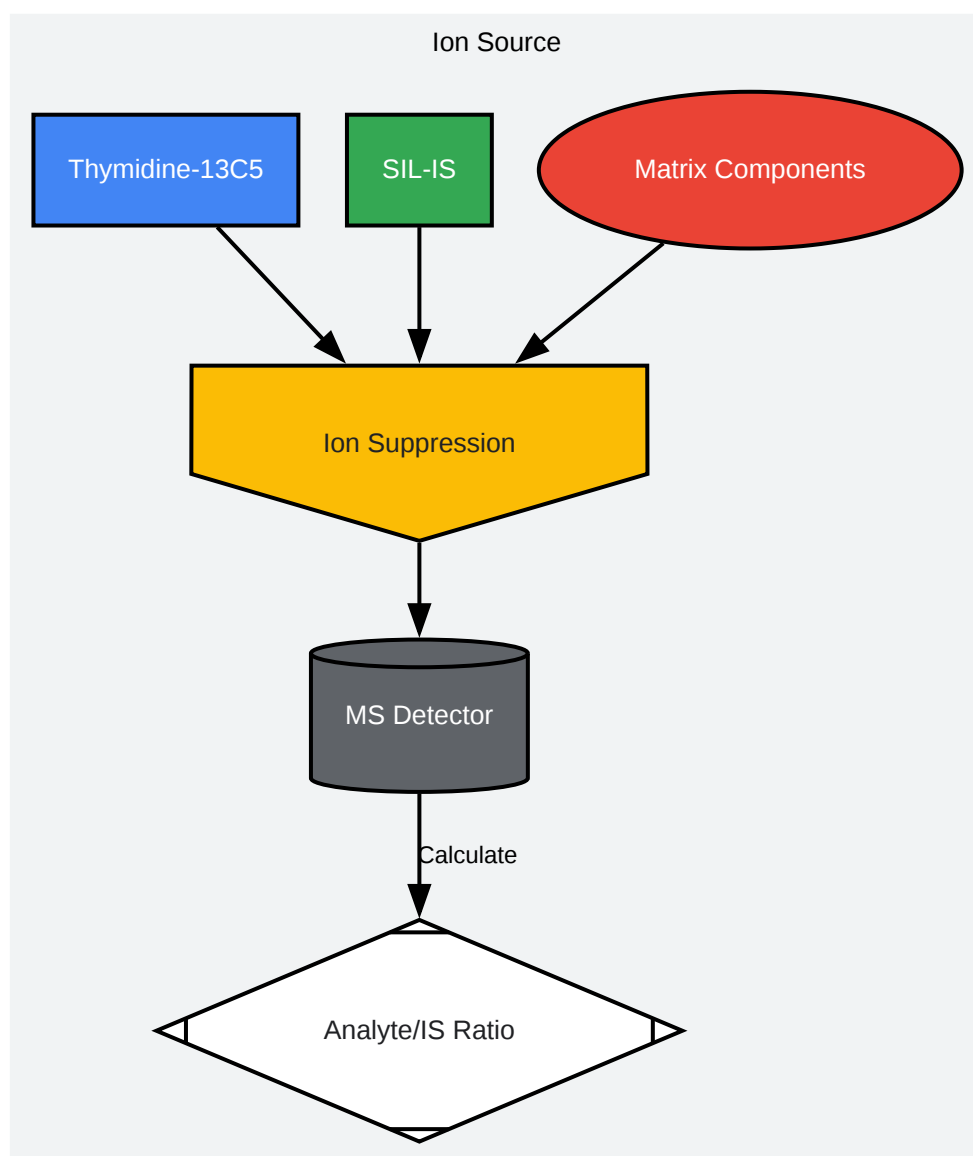 Ion Source
Thymidine-13C5
SIL-IS
Matrix Components
Ion Suppression
MS Detector
Calculate
Analyte/IS Ratio